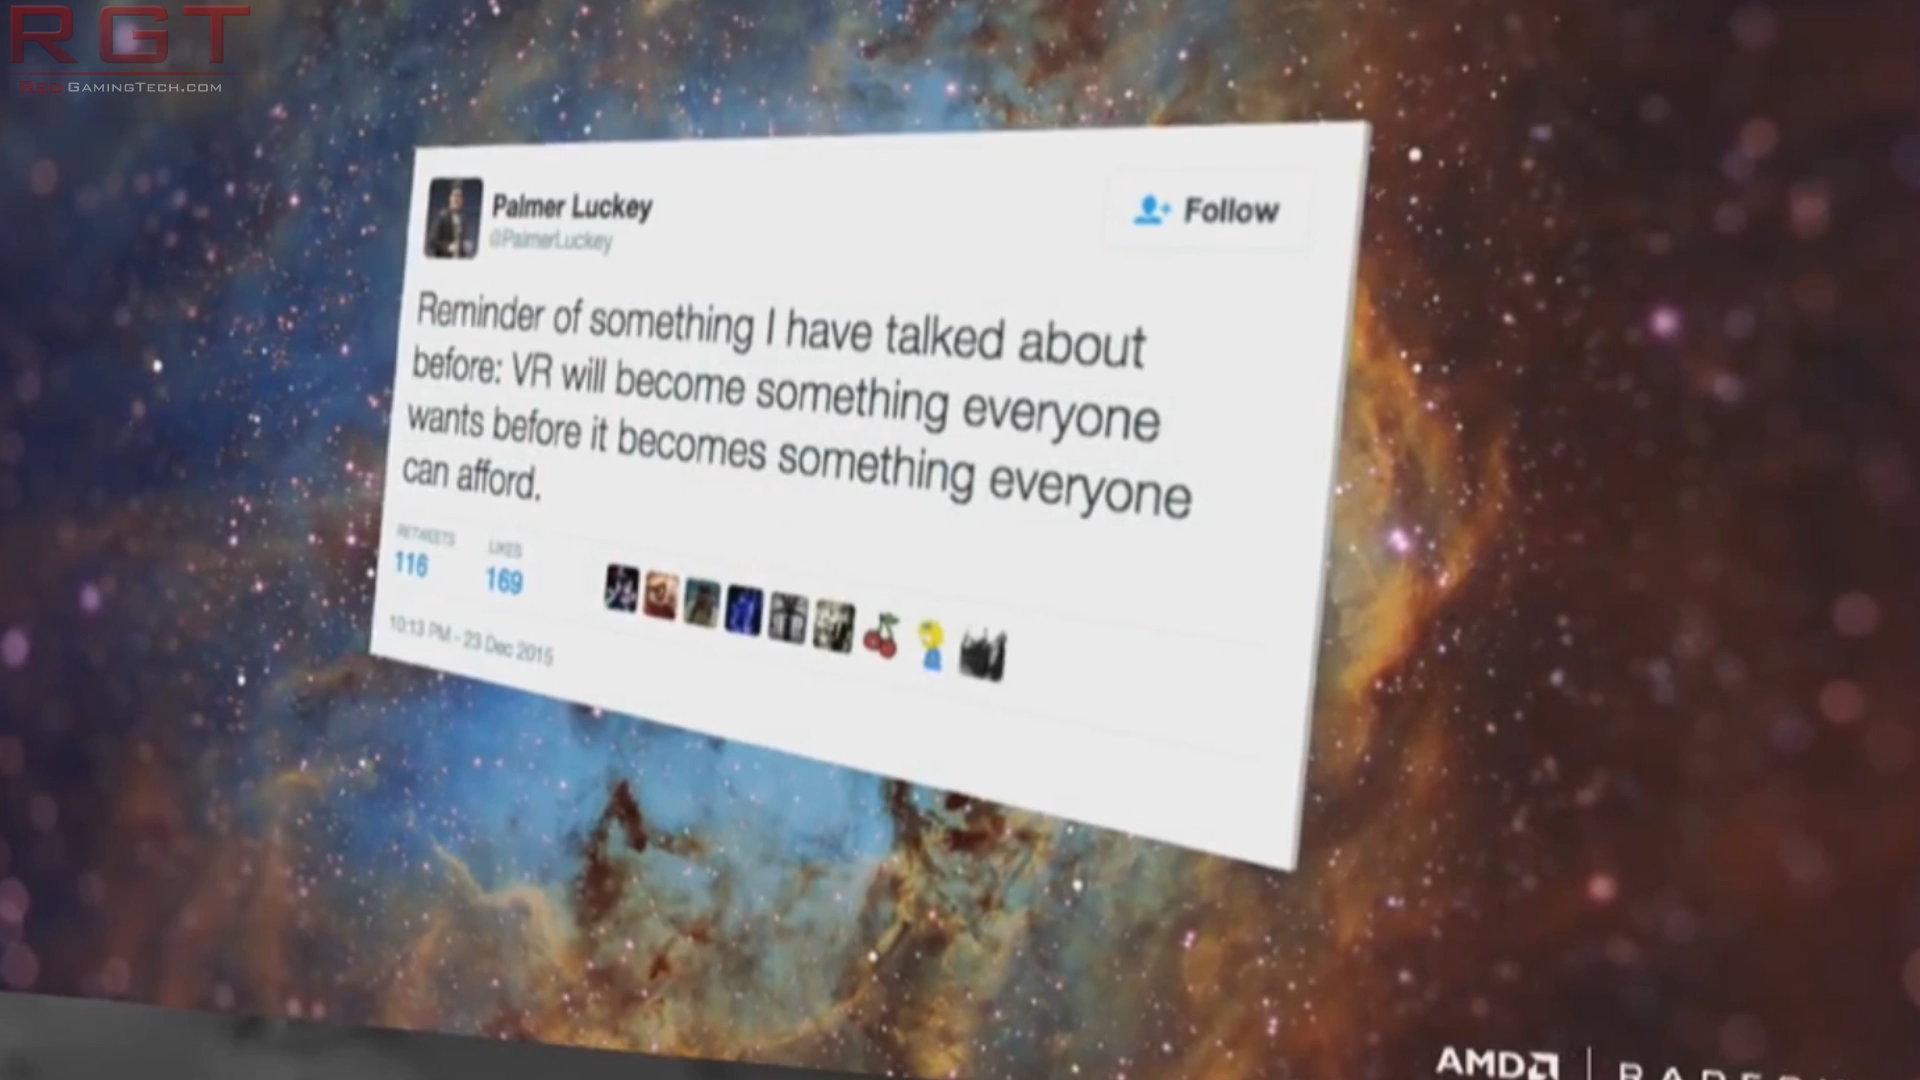 RGT
RedGamingTech.com
Palmer Luckey
@PalmerLuckey
Follow
Reminder of something I have talked about
before: VR will become something everyone
wants before it becomes something everyone
can afford.
RETWEETS LIKES
116 169
10:13 PM - 23 Dec 2015
AMD